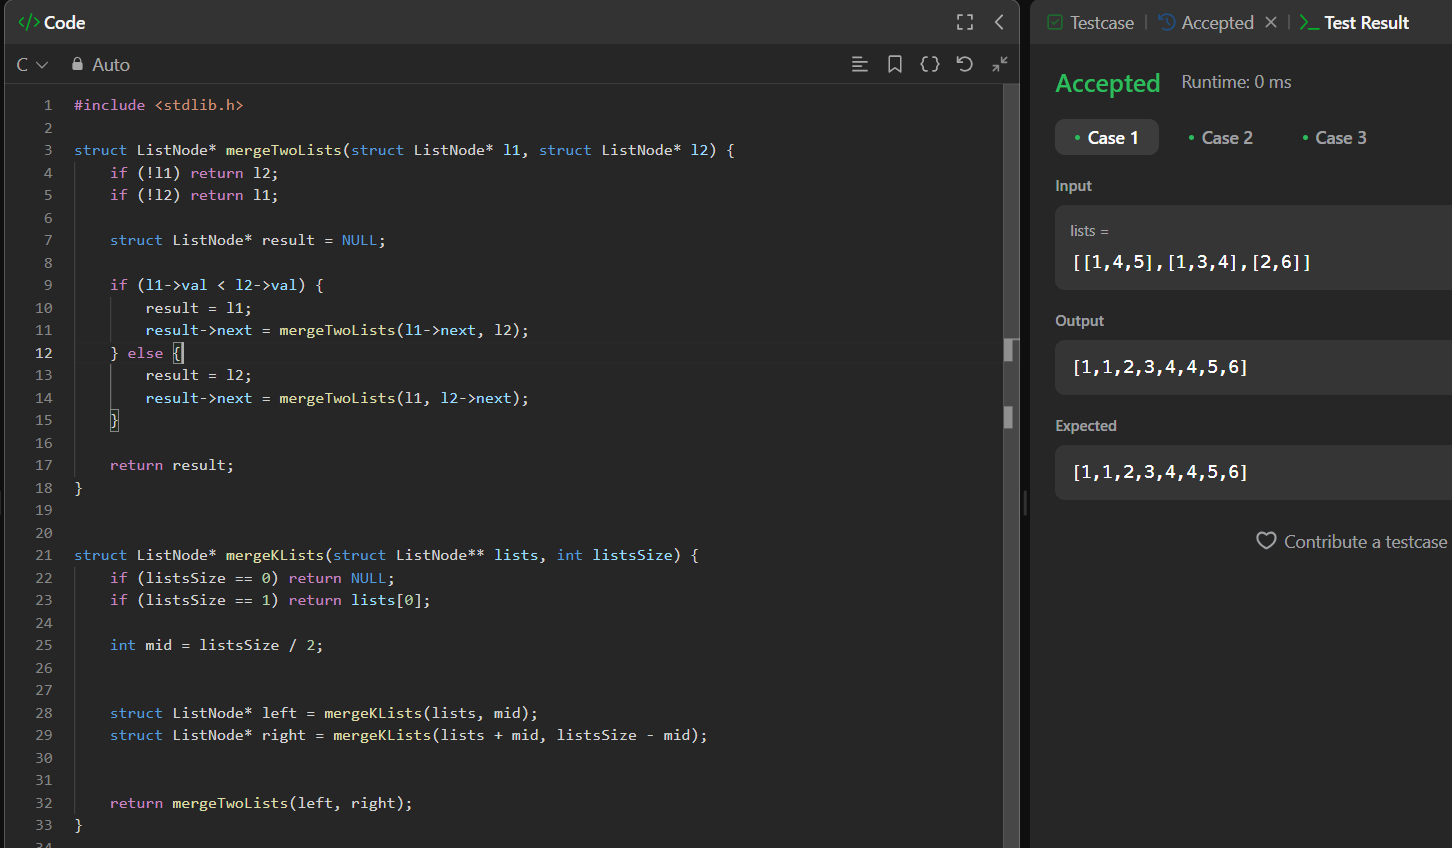 </> Code
C Auto
1 #include <stdlib.h>
2
3 struct ListNode* mergeTwoLists(struct ListNode* l1, struct ListNode* l2) {
4     if (!l1) return l2;
5     if (!l2) return l1;
6
7     struct ListNode* result = NULL;
8
9     if (l1->val < l2->val) {
10         result = l1;
11         result->next = mergeTwoLists(l1->next, l2);
12     } else {
13         result = l2;
14         result->next = mergeTwoLists(l1, l2->next);
15     }
16
17     return result;
18 }
19
20
21 struct ListNode* mergeKLists(struct ListNode** lists, int listsSize) {
22     if (listsSize == 0) return NULL;
23     if (listsSize == 1) return lists[0];
24
25     int mid = listsSize / 2;
26
27
28     struct ListNode* left = mergeKLists(lists, mid);
29     struct ListNode* right = mergeKLists(lists + mid, listsSize - mid);
30
31
32     return mergeTwoLists(left, right);
33 }
34
Testcase | Accepted × | >_ Test Result
Accepted Runtime: 0 ms
• Case 1 • Case 2 • Case 3
Input
lists =
[[1,4,5],[1,3,4],[2,6]]
Output
[1,1,2,3,4,4,5,6]
Expected
[1,1,2,3,4,4,5,6]
Contribute a testcase